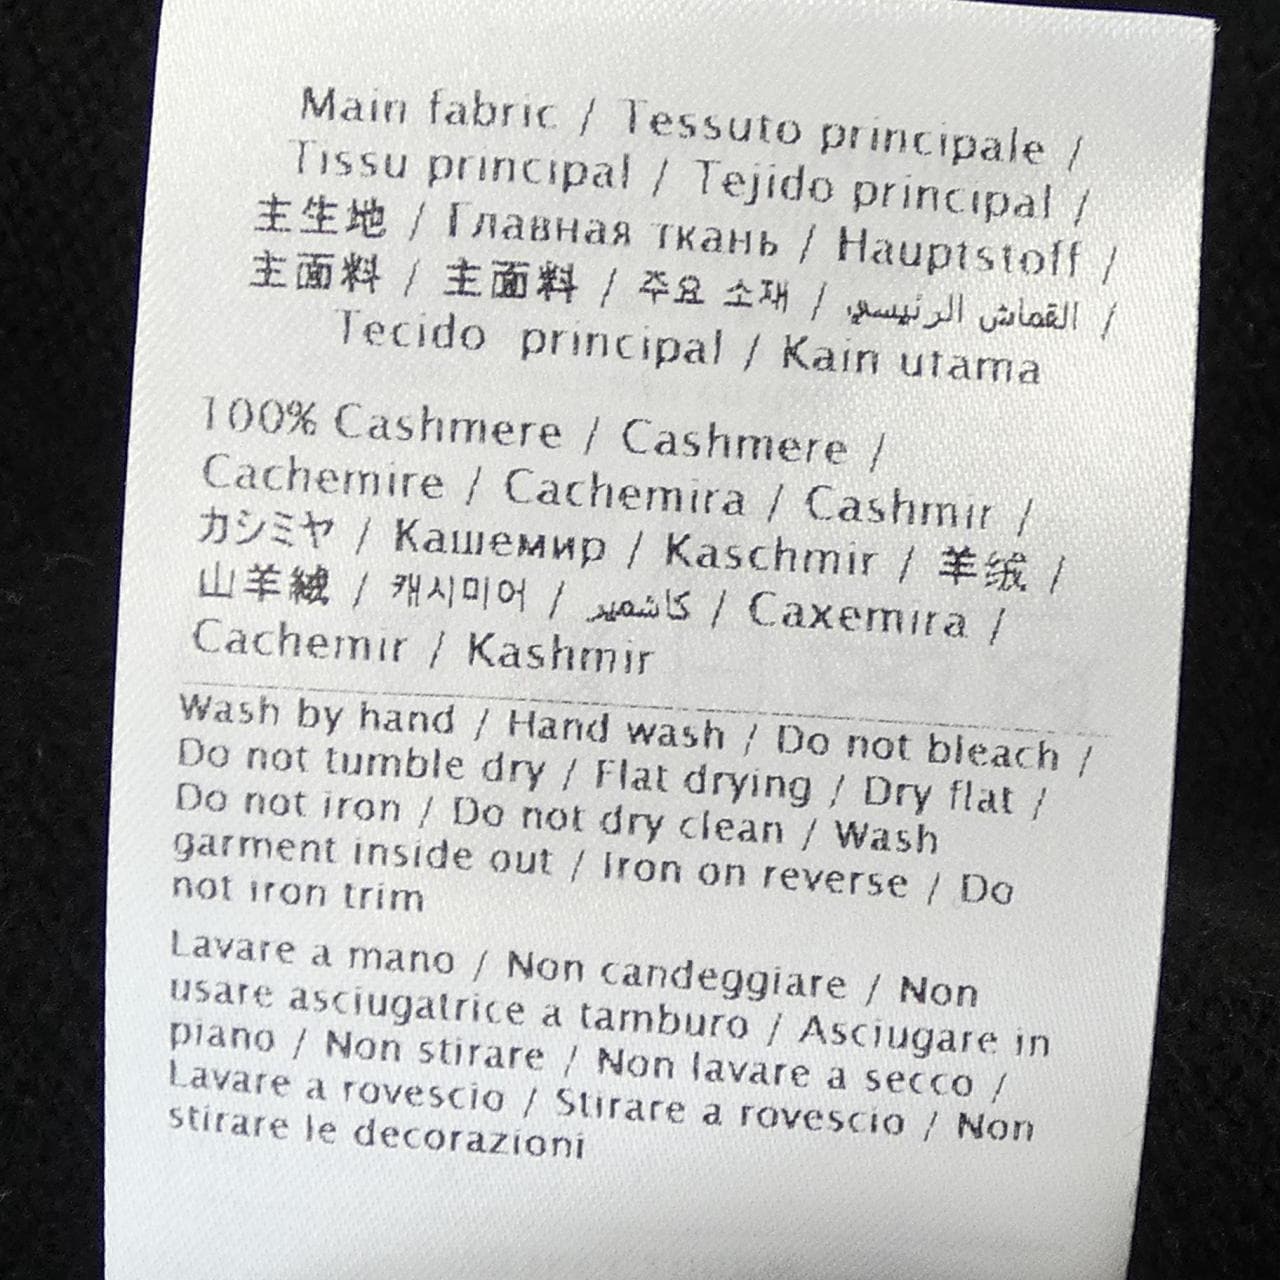 Main fabric / Tessuto principale /
Tissu principal / Tejido principal /
主生地 / Главная ткань / Hauptstoff /
主面料 / 主面料 / 주요 소재 / القماش الرئيسي /
Tecido principal / Kain utama
100% Cashmere / Cashmere /
Cachemire / Cachemira / Cashmir /
カシミヤ / Кашемир / Kaschmir / 羊绒 /
山羊絨 / 캐시미어 / كاشمير / Caxemira /
Cachemir / Kashmir
Wash by hand / Hand wash / Do not bleach /
Do not tumble dry / Flat drying / Dry flat /
Do not iron / Do not dry clean / Wash
garment inside out / Iron on reverse / Do
not iron trim
Lavare a mano / Non candeggiare / Non
usare asciugatrice a tamburo / Asciugare in
piano / Non stirare / Non lavare a secco /
Lavare a rovescio / Stirare a rovescio / Non
stirare le decorazioni